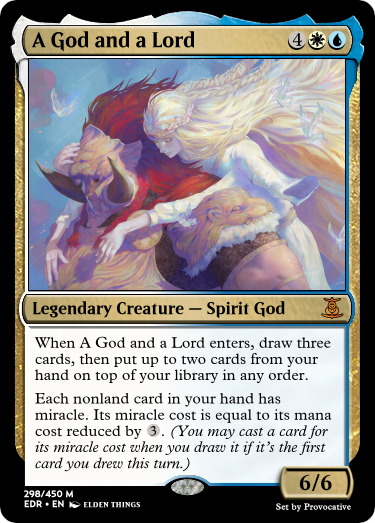 A God and a Lord 4
Legendary Creature — Spirit God
When A God and a Lord enters, draw three
cards, then put up to two cards from your
hand on top of your library in any order.
Each nonland card in your hand has
miracle. Its miracle cost is equal to its mana
cost reduced by 3. (You may cast a card for
its miracle cost when you draw it if it's the first
card you drew this turn.)
6/6
298/450 M
EDR • EN ELDEN THINGS
Set by Provocative